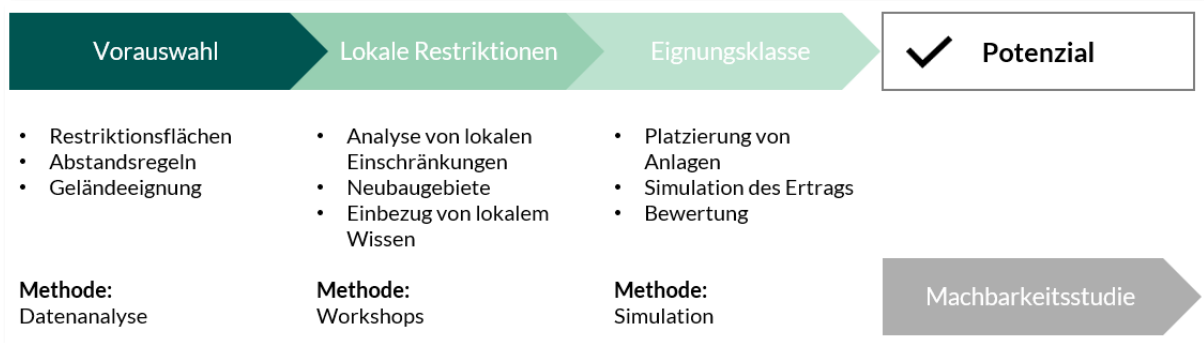 Vorauswahl
Lokale Restriktionen
Eignungsklasse
Potenzial
• Restriktionsflächen
• Abstandsregeln
• Geländeeignung
• Analyse von lokalen
Einschränkungen
• Neubaugebiete
• Einbezug von lokalem
Wissen
• Platzierung von
Anlagen
• Simulation des Ertrags
• Bewertung
Methode:
Datenanalyse
Methode:
Workshops
Methode:
Simulation
Machbarkeitsstudie